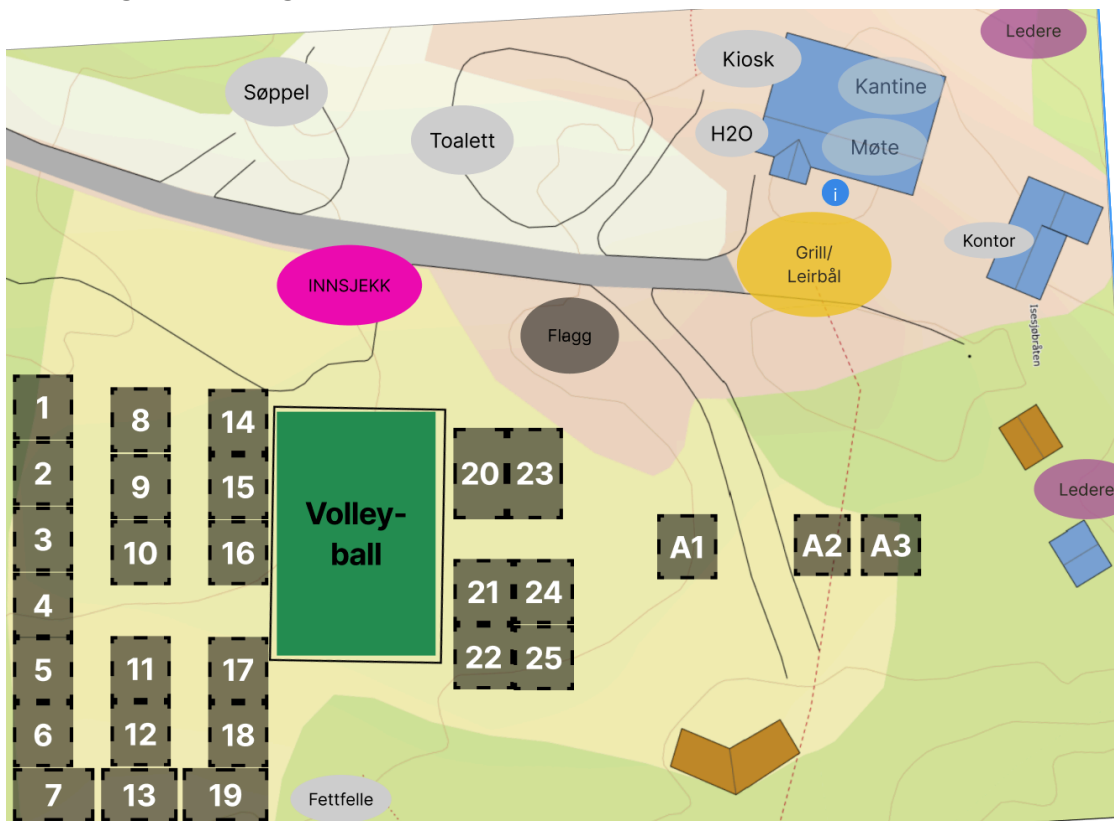 Ledere
Kiosk
Kantine
Søppel
H2O
Toalett
Møte
i
Kontor
Grill/
Leirbål
INNSJEKK
Isesjøbråten
Flagg
1
8
14
2
9
15
3
10
16
4
5
11
17
6
12
18
7
13
19
Volley-
ball
20
23
21
24
22
25
A1
A2
A3
Ledere
Fettfelle